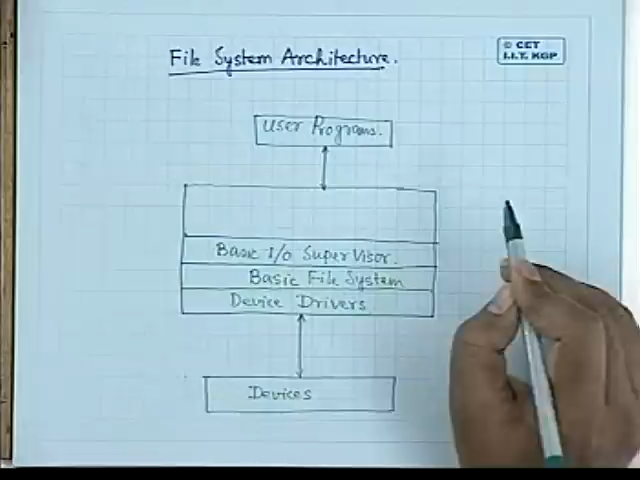 File System Architecture.
© CET
I.I.T. KGP
User Programs.
Basic I/O Supervisor.
Basic File System
Device Drivers
Devices